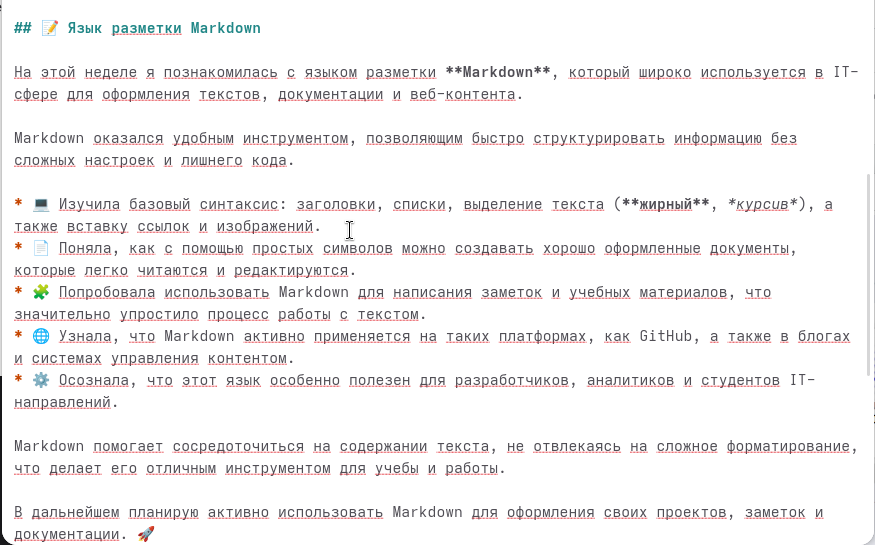 ## 📝 Язык разметки Markdown
На этой неделе я познакомилась с языком разметки **Markdown**, который широко используется в IT-
сфере для оформления текстов, документации и веб-контента.
Markdown оказался удобным инструментом, позволяющим быстро структурировать информацию без
сложных настроек и лишнего кода.
* 💻 Изучила базовый синтаксис: заголовки, списки, выделение текста (**жирный**, *курсив*), а
также вставку ссылок и изображений.
* 📄 Поняла, как с помощью простых символов можно создавать хорошо оформленные документы,
которые легко читаются и редактируются.
* 🧩 Попробовала использовать Markdown для написания заметок и учебных материалов, что
значительно упростило процесс работы с текстом.
* 🌐 Узнала, что Markdown активно применяется на таких платформах, как GitHub, а также в блогах
и системах управления контентом.
* ⚙️ Осознала, что этот язык особенно полезен для разработчиков, аналитиков и студентов IT-
направлений.
Markdown помогает сосредоточиться на содержании текста, не отвлекаясь на сложное форматирование,
что делает его отличным инструментом для учебы и работы.
В дальнейшем планирую активно использовать Markdown для оформления своих проектов, заметок и
документации. 🚀